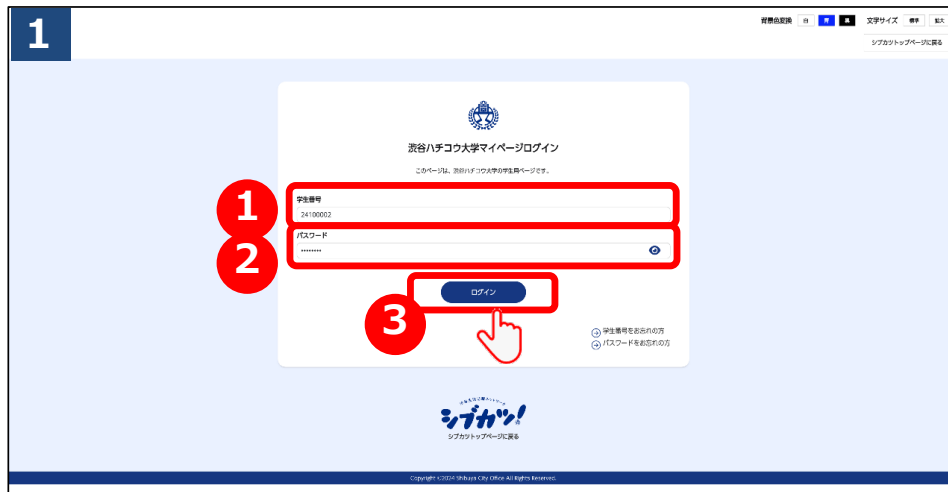 1
背景色変換 白 青 黒 文字サイズ 標準 拡大
シブカツトップページに戻る
渋谷ハチコウ大学マイページログイン
このページは、渋谷ハチコウ大学の学生用ページです。
1
学生番号
24100002
2
パスワード
••••••••
ログイン
3
学生番号をお忘れの方
パスワードをお忘れの方
シブカツ!
シブカツトップページに戻る
Copyright ©2024 Shibuya City Office All Rights Reserved.